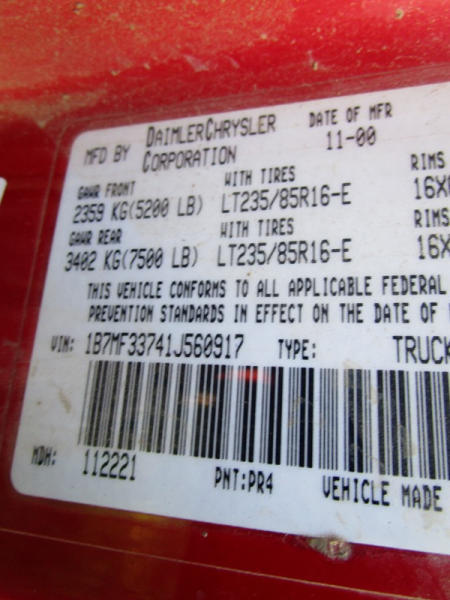 MFD BY DAIMLERCHRYSLER CORPORATION DATE OF MFR 11-00
GAWR FRONT WITH TIRES RIMS
2359 KG(5200 LB) LT235/85R16-E
GAWR REAR WITH TIRES RIMS
3402 KG(7500 LB) LT235/85R16-E
THIS VEHICLE CONFORMS TO ALL APPLICABLE FEDERAL
PREVENTION STANDARDS IN EFFECT ON THE DATE OF
VIN: 1B7MF33741J560917 TYPE: TRUCK
MDH: 112221 PNT:PR4 VEHICLE MADE